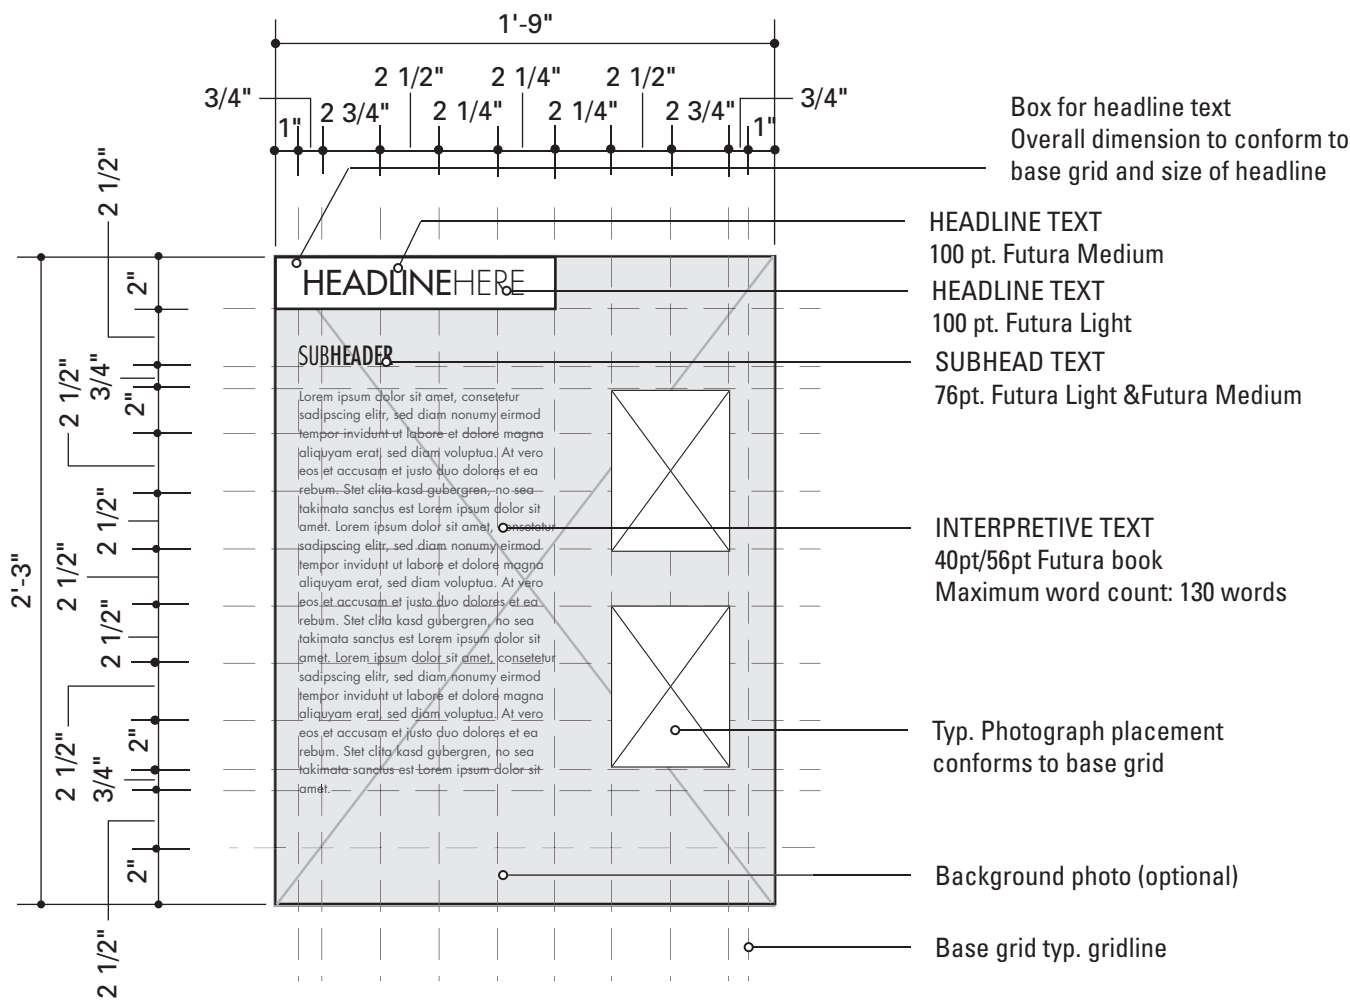 1'-9"
2 1/2" 2 1/4" 2 1/2"
3/4" 3/4"
1" 2 3/4" 2 1/4" 2 1/4" 2 3/4" 1"
Box for headline text
Overall dimension to conform to
base grid and size of headline
HEADLINE TEXT
100 pt. Futura Medium
HEADLINE TEXT
100 pt. Futura Light
SUBHEAD TEXT
76pt. Futura Light &Futura Medium
INTERPRETIVE TEXT
40pt/56pt Futura book
Maximum word count: 130 words
Typ. Photograph placement
conforms to base grid
Background photo (optional)
Base grid typ. gridline
2'-3"
2 1/2"
2"
2 1/2"
3/4"
2"
2 1/2"
2 1/2"
2 1/2"
2 1/2"
2"
3/4"
2"
2 1/2"
HEADLINEHERE
SUBHEADER
Lorem ipsum dolor sit amet, consetetur
sadipscing elitr, sed diam nonumy eirmod
tempor invidunt ut labore et dolore magna
aliquyam erat, sed diam voluptua. At vero
eos et accusam et justo duo dolores et ea
rebum. Stet clita kasd gubergren, no sea
takimata sanctus est Lorem ipsum dolor sit
amet. Lorem ipsum dolor sit amet, consetetur
sadipscing elitr, sed diam nonumy eirmod
tempor invidunt ut labore et dolore magna
aliquyam erat, sed diam voluptua. At vero
eos et accusam et justo duo dolores et ea
rebum. Stet clita kasd gubergren, no sea
takimata sanctus est Lorem ipsum dolor sit
amet. Lorem ipsum dolor sit amet, consetetur
sadipscing elitr, sed diam nonumy eirmod
tempor invidunt ut labore et dolore magna
aliquyam erat, sed diam voluptua. At vero
eos et accusam et justo duo dolores et ea
rebum. Stet clita kasd gubergren, no sea
takimata sanctus est Lorem ipsum dolor sit
amet.